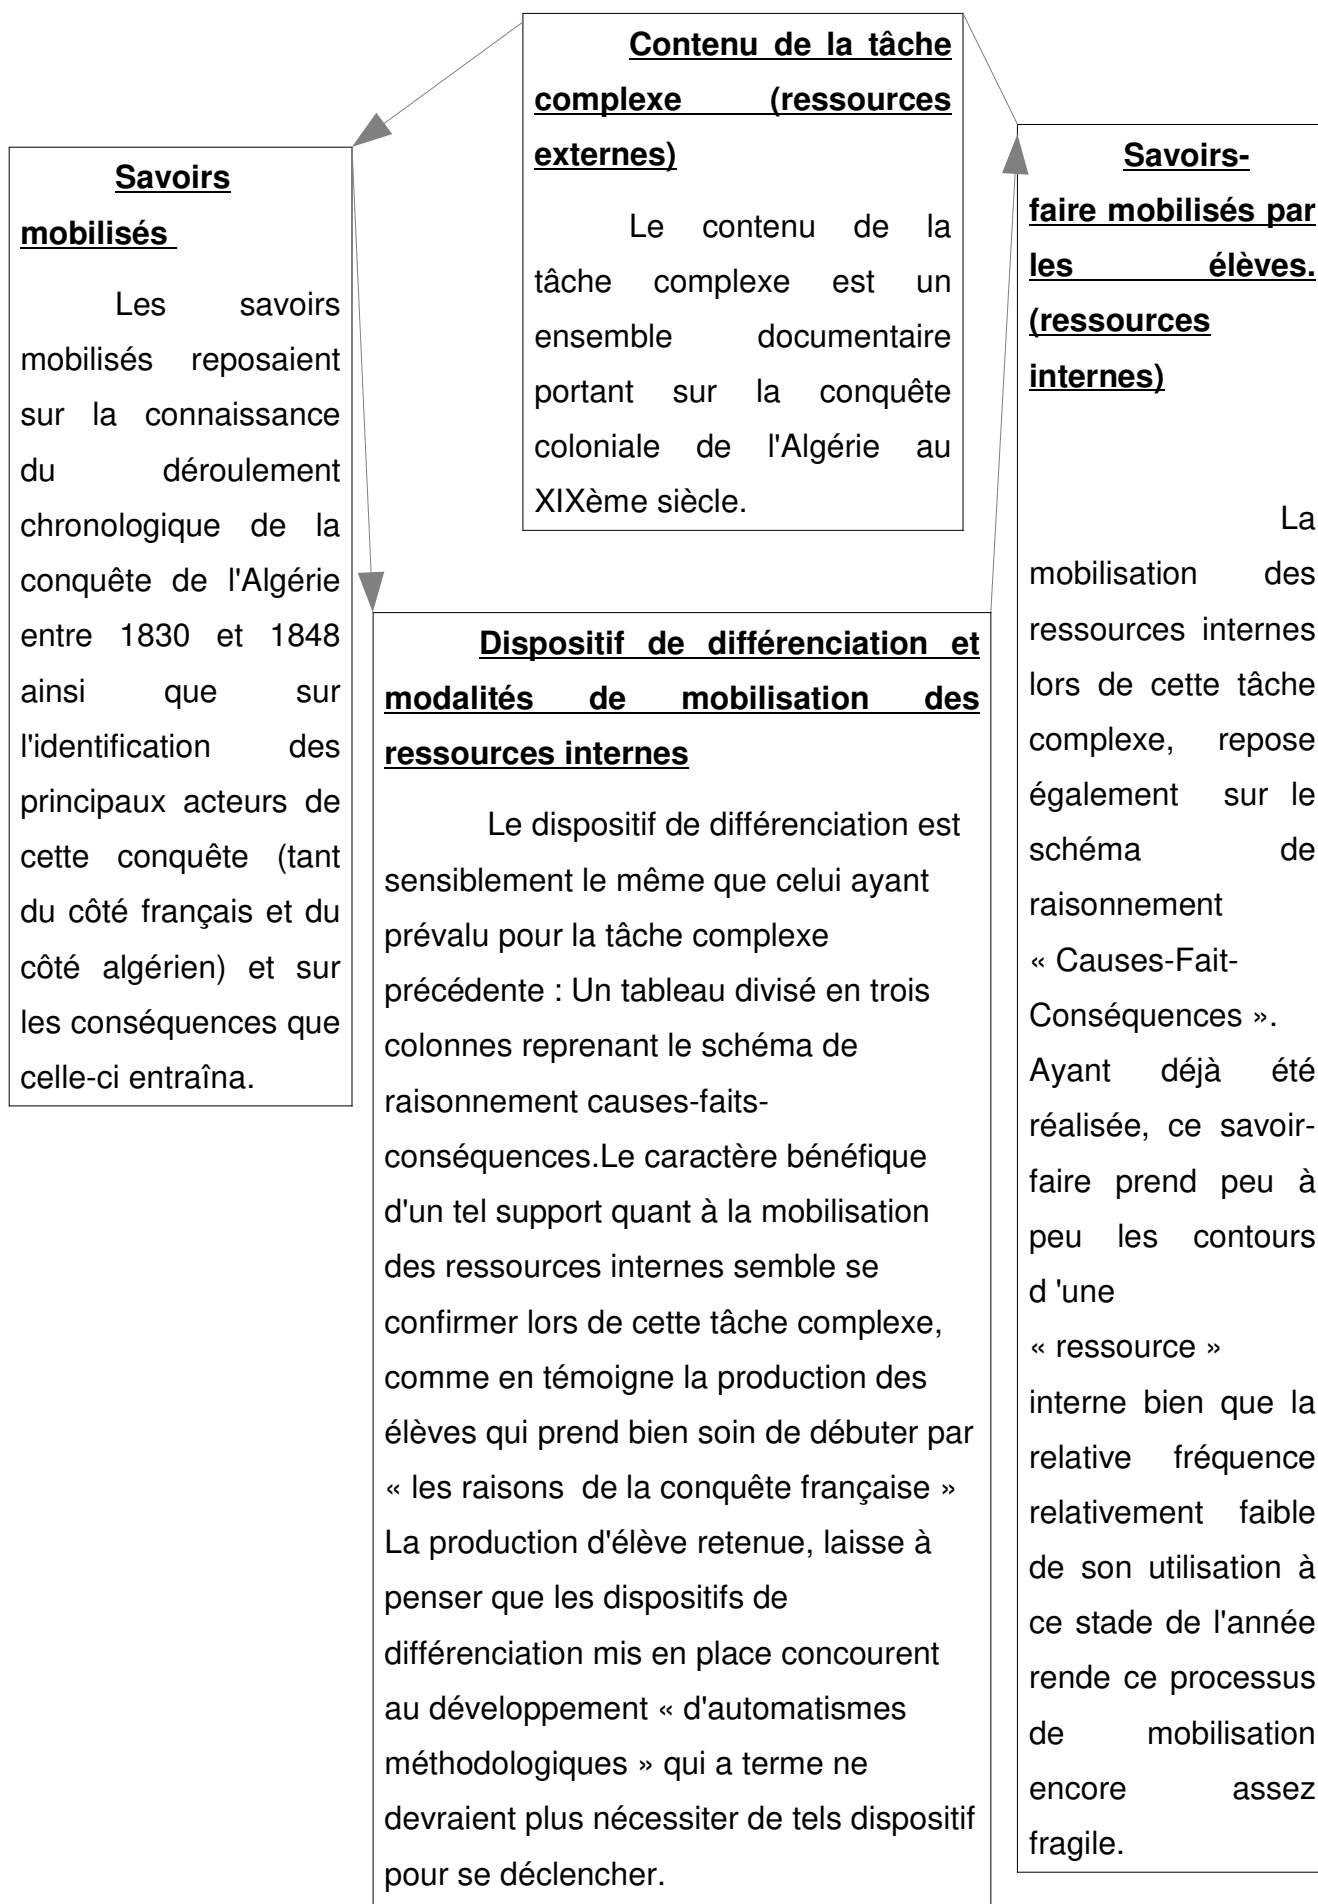 Contenu de la tâche
complexe (ressources
externes)
Le contenu de la
tâche complexe est un
ensemble documentaire
portant sur la conquête
coloniale de l'Algérie au
XIXème siècle.
Savoirs
mobilisés
Les savoirs
mobilisés reposaient
sur la connaissance
du déroulement
chronologique de la
conquête de l'Algérie
entre 1830 et 1848
ainsi que sur
l'identification des
principaux acteurs de
cette conquête (tant
du côté français et du
côté algérien) et sur
les conséquences que
celle-ci entraîna.
Dispositif de différenciation et
modalités de mobilisation des
ressources internes
Le dispositif de différenciation est
sensiblement le même que celui ayant
prévalu pour la tâche complexe
précédente : Un tableau divisé en trois
colonnes reprenant le schéma de
raisonnement causes-faits-
conséquences.Le caractère bénéfique
d'un tel support quant à la mobilisation
des ressources internes semble se
confirmer lors de cette tâche complexe,
comme en témoigne la production des
élèves qui prend bien soin de débuter par
« les raisons de la conquête française »
La production d'élève retenue, laisse à
penser que les dispositifs de
différenciation mis en place concourent
au développement « d'automatismes
méthodologiques » qui a terme ne
devraient plus nécessiter de tels dispositif
pour se déclencher.
Savoirs-
faire mobilisés par
les élèves.
(ressources
internes)
La
mobilisation des
ressources internes
lors de cette tâche
complexe, repose
également sur le
schéma de
raisonnement
« Causes-Fait-
Conséquences ».
Ayant déjà été
réalisée, ce savoir-
faire prend peu à
peu les contours
d 'une
« ressource »
interne bien que la
relative fréquence
relativement faible
de son utilisation à
ce stade de l'année
rende ce processus
de mobilisation
encore assez
fragile.